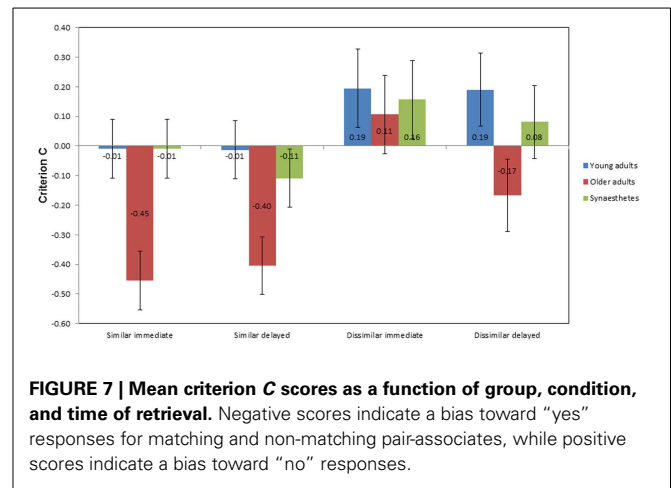 0.40
0.30
0.20
0.10
0.00
-0.10
-0.20
-0.30
-0.40
-0.50
-0.60
Criterion C
-0.01
-0.45
-0.01
-0.01
-0.40
-0.11
0.19
0.11
0.16
0.19
-0.17
0.08
Similar immediate
Similar delayed
Dissimilar immediate
Dissimilar delayed
Young adults
Older adults
Synaesthetes
FIGURE 7 | Mean criterion C scores as a function of group, condition,
and time of retrieval. Negative scores indicate a bias toward “yes”
responses for matching and non-matching pair-associates, while positive
scores indicate a bias toward “no” responses.